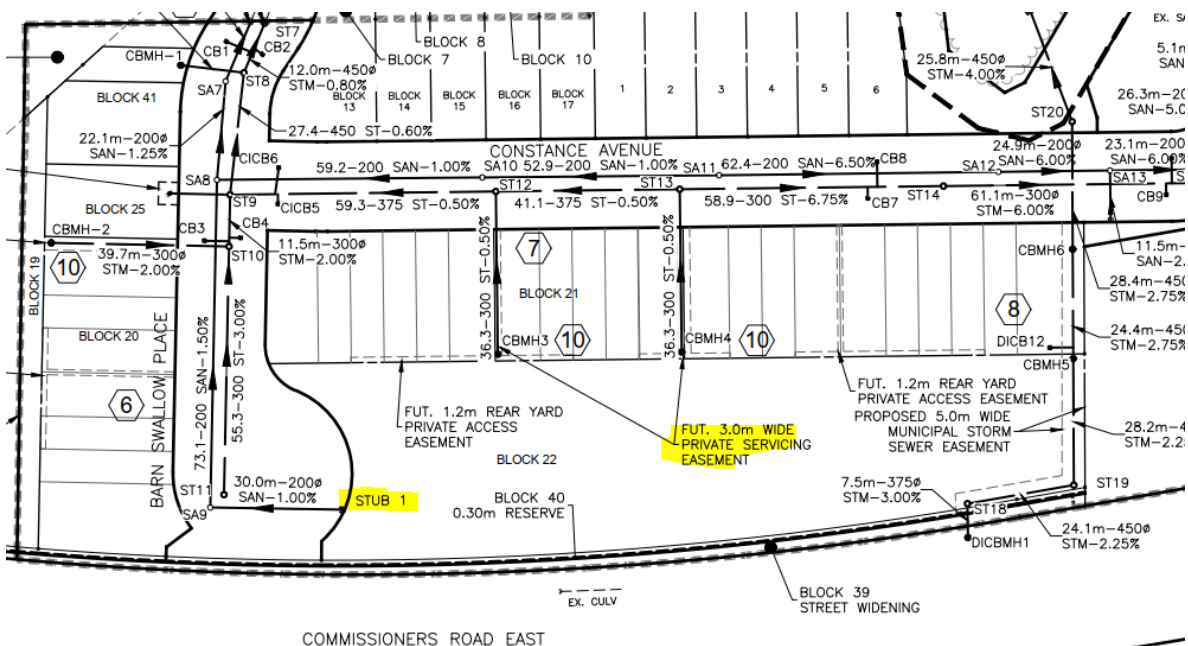 ST7
BLOCK 8
BLOCK 7
BLOCK 10
CB1
CB2
CBMH-1
ST8
12.0m-450ø
STM-0.80%
SA7
BLOCK 41
BLOCK
13
BLOCK
14
BLOCK
15
BLOCK
16
BLOCK
17
1
2
3
4
5
6
25.8m-450ø
STM-4.00%
EX. SA
5.1m
SAN-
26.3m-20
SAN-5.0
ST20
27.4-450 ST-0.60%
22.1m-200ø
SAN-1.25%
CICB6
CONSTANCE AVENUE
59.2-200 SAN-1.00%
SA10
52.9-200 SAN-1.00%
SA11
62.4-200 SAN-6.50%
CB8
SA12
24.9m-200ø
SAN-6.00%
23.1m-200
SAN-6.00%
SA13
SA8
ST9
ST12
ST13
ST14
CICB5
59.3-375 ST-0.50%
41.1-375 ST-0.50%
58.9-300 ST-6.75%
CB7
61.1m-300ø
STM-6.00%
CB9
BLOCK 25
CBMH-2
CB3
CB4
11.5m-300ø
STM-2.00%
ST10
39.7m-300ø
STM-2.00%
10
BLOCK 19
BLOCK 20
6
BARN SWALLOW PLACE
73.1-200 SAN-1.50%
55.3-300 ST-3.00%
36.3-300 ST-0.50%
7
BLOCK 21
CBMH3
10
36.3-300 ST-0.50%
CBMH4
10
8
CBMH6
11.5m-
SAN-2.
28.4m-450
STM-2.75%
24.4m-450
STM-2.75%
DICB12
CBMH5
FUT. 1.2m REAR YARD
PRIVATE ACCESS
EASEMENT
FUT. 3.0m WIDE
PRIVATE SERVICING
EASEMENT
FUT. 1.2m REAR YARD
PRIVATE ACCESS EASEMENT
PROPOSED 5.0m WIDE
MUNICIPAL STORM
SEWER EASEMENT
28.2m-4
STM-2.25
BLOCK 22
ST11
SA9
30.0m-200ø
SAN-1.00%
STUB 1
BLOCK 40
0.30m RESERVE
7.5m-375ø
STM-3.00%
ST18
ST19
DICBMH1
24.1m-450ø
STM-2.25%
BLOCK 39
STREET WIDENING
EX. CULV
COMMISSIONERS ROAD EAST